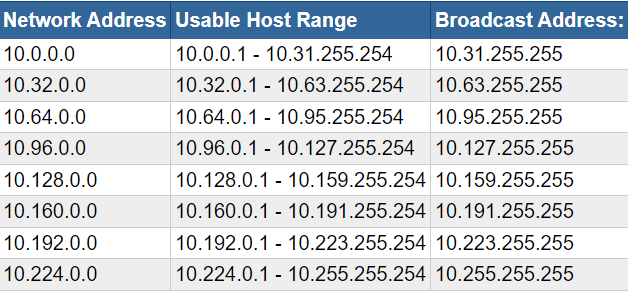 Network Address Usable Host Range Broadcast Address:
10.0.0.0 10.0.0.1 - 10.31.255.254 10.31.255.255
10.32.0.0 10.32.0.1 - 10.63.255.254 10.63.255.255
10.64.0.0 10.64.0.1 - 10.95.255.254 10.95.255.255
10.96.0.0 10.96.0.1 - 10.127.255.254 10.127.255.255
10.128.0.0 10.128.0.1 - 10.159.255.254 10.159.255.255
10.160.0.0 10.160.0.1 - 10.191.255.254 10.191.255.255
10.192.0.0 10.192.0.1 - 10.223.255.254 10.223.255.255
10.224.0.0 10.224.0.1 - 10.255.255.254 10.255.255.255